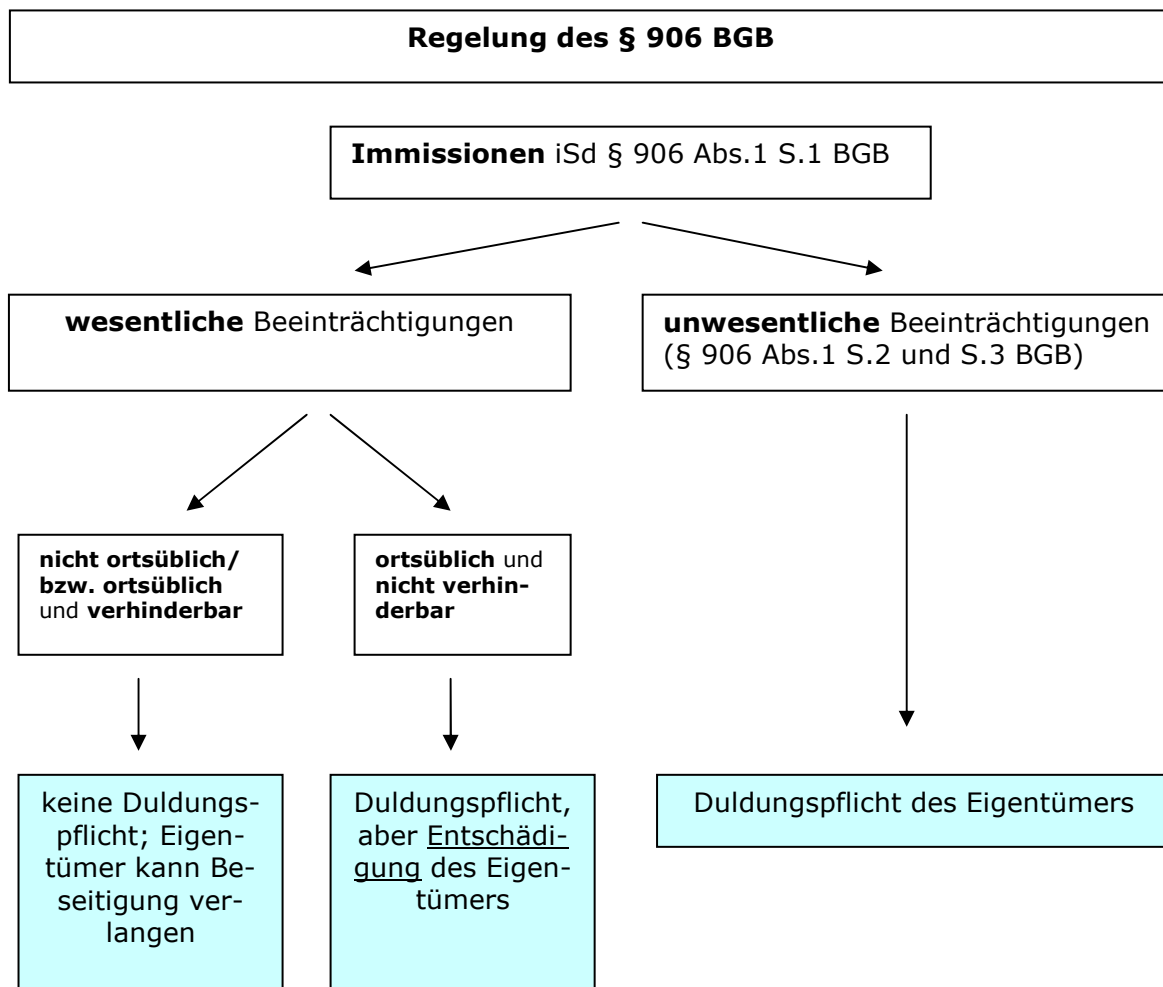 Regelung des § 906 BGB
Immissionen iSd § 906 Abs.1 S.1 BGB
wesentliche Beeinträchtigungen
unwesentliche Beeinträchtigungen
(§ 906 Abs.1 S.2 und S.3 BGB)
nicht ortsüblich/
bzw. ortsüblich
und verhinderbar
ortsüblich und
nicht verhin-
derbar
keine Duldungs-
pflicht; Eigen-
tümer kann Be-
seitigung ver-
langen
Duldungspflicht,
aber Entschädi-
gung des Eigen-
tümers
Duldungspflicht des Eigentümers